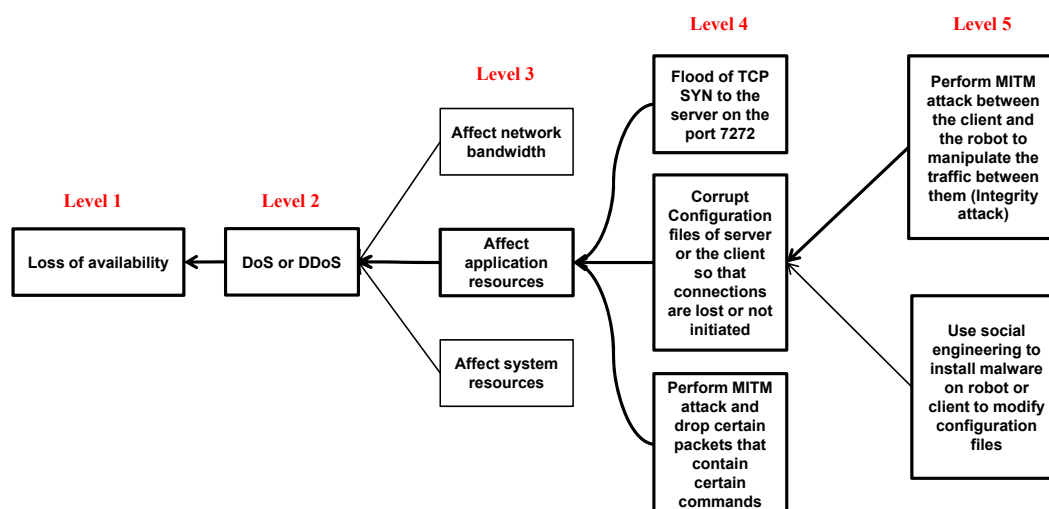 Level 1
Loss of availability
Level 2
DoS or DDoS
Level 3
Affect network
bandwidth
Affect
application
resources
Affect system
resources
Level 4
Flood of TCP
SYN to the
server on the
port 7272
Corrupt
Configuration
files of server
or the client
so that
connections
are lost or not
initiated
Perform MITM
attack and
drop certain
packets that
contain
certain
commands
Level 5
Perform MITM
attack between
the client and
the robot to
manipulate the
traffic between
them (Integrity
attack)
Use social
engineering to
install malware
on robot or
client to modify
configuration
files